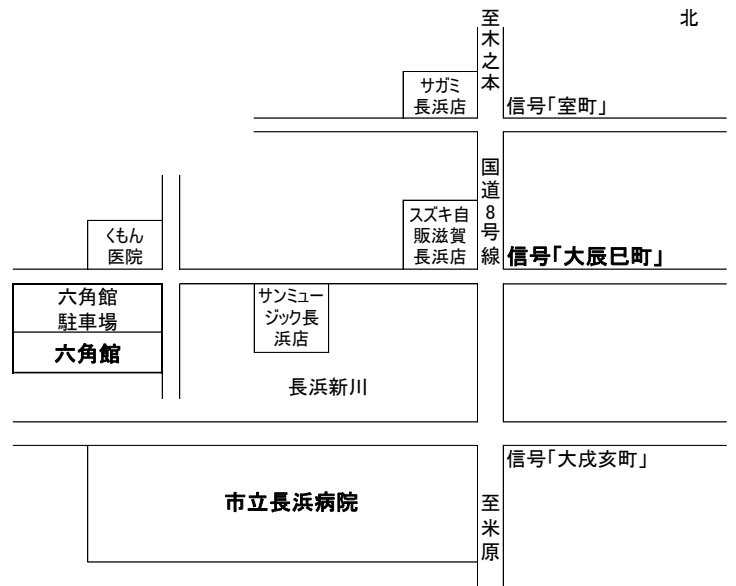 至木之本
北
サガミ
長浜店
信号「室町」
国道8号線
くもん
医院
スズキ自
販滋賀
長浜店
信号「大辰巳町」
六角館
駐車場
六角館
サンミュー
ジック長
浜店
長浜新川
信号「大戌亥町」
市立長浜病院
至米原